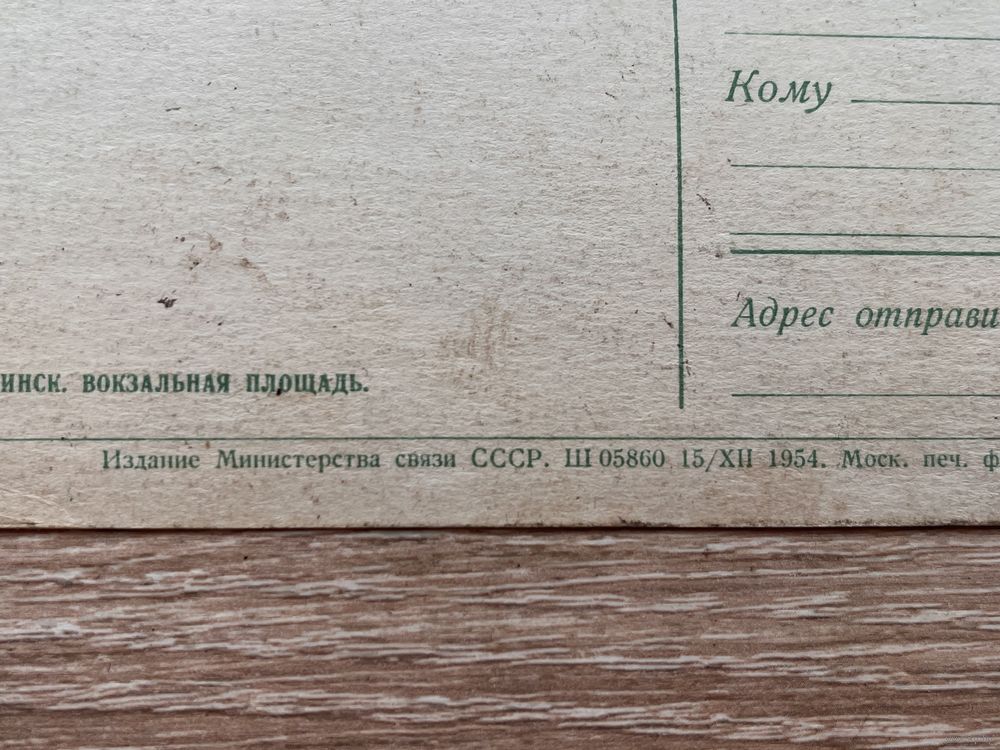 Кому
Адрес отправи
ИНСК. ВОКЗАЛЬНАЯ ПЛОЩАДЬ.
Издание Министерства связи СССР. Ш 05860 15/XII 1954. Моск. печ. ф